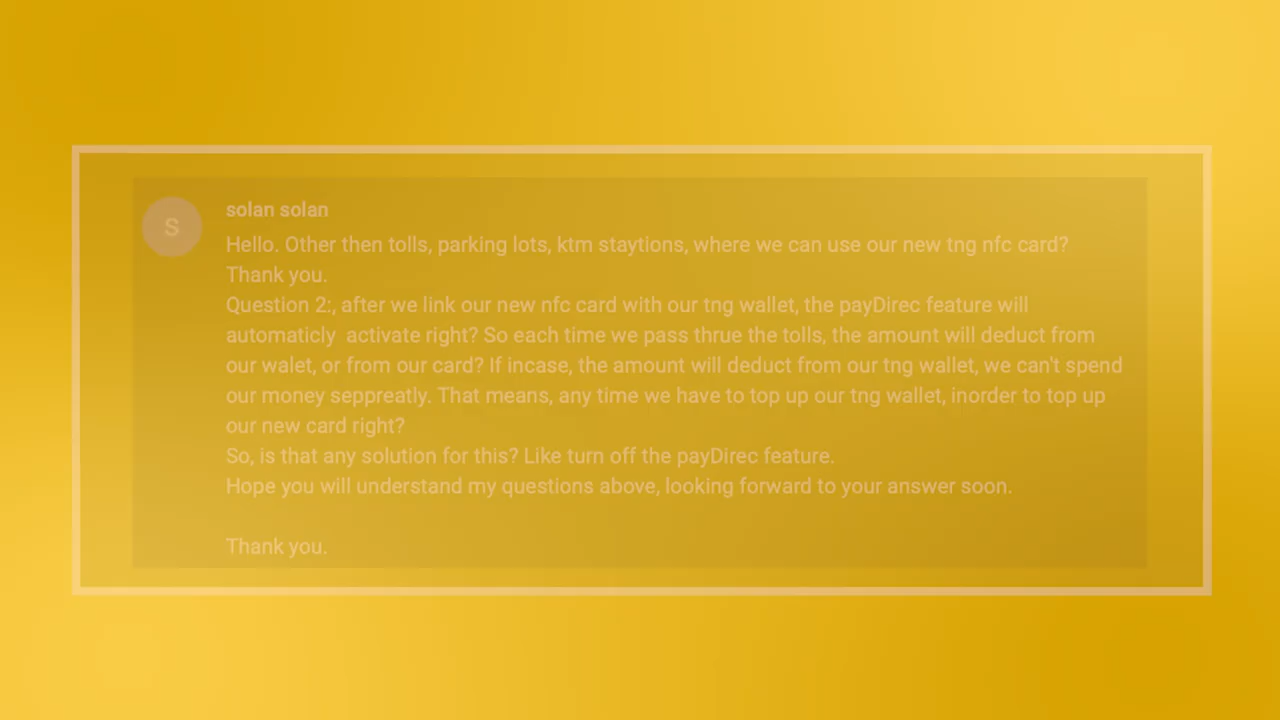 S
solan solan
Hello. Other then tolls, parking lots, ktm staytions, where we can use our new tng nfc card?
Thank you.
Question 2:, after we link our new nfc card with our tng wallet, the payDirec feature will
automaticly  activate right? So each time we pass thrue the tolls, the amount will deduct from
our walet, or from our card? If incase, the amount will deduct from our tng wallet, we can't spend
our money seppreatly. That means, any time we have to top up our tng wallet, inorder to top up
our new card right?
So, is that any solution for this? Like turn off the payDirec feature.
Hope you will understand my questions above, looking forward to your answer soon.
Thank you.